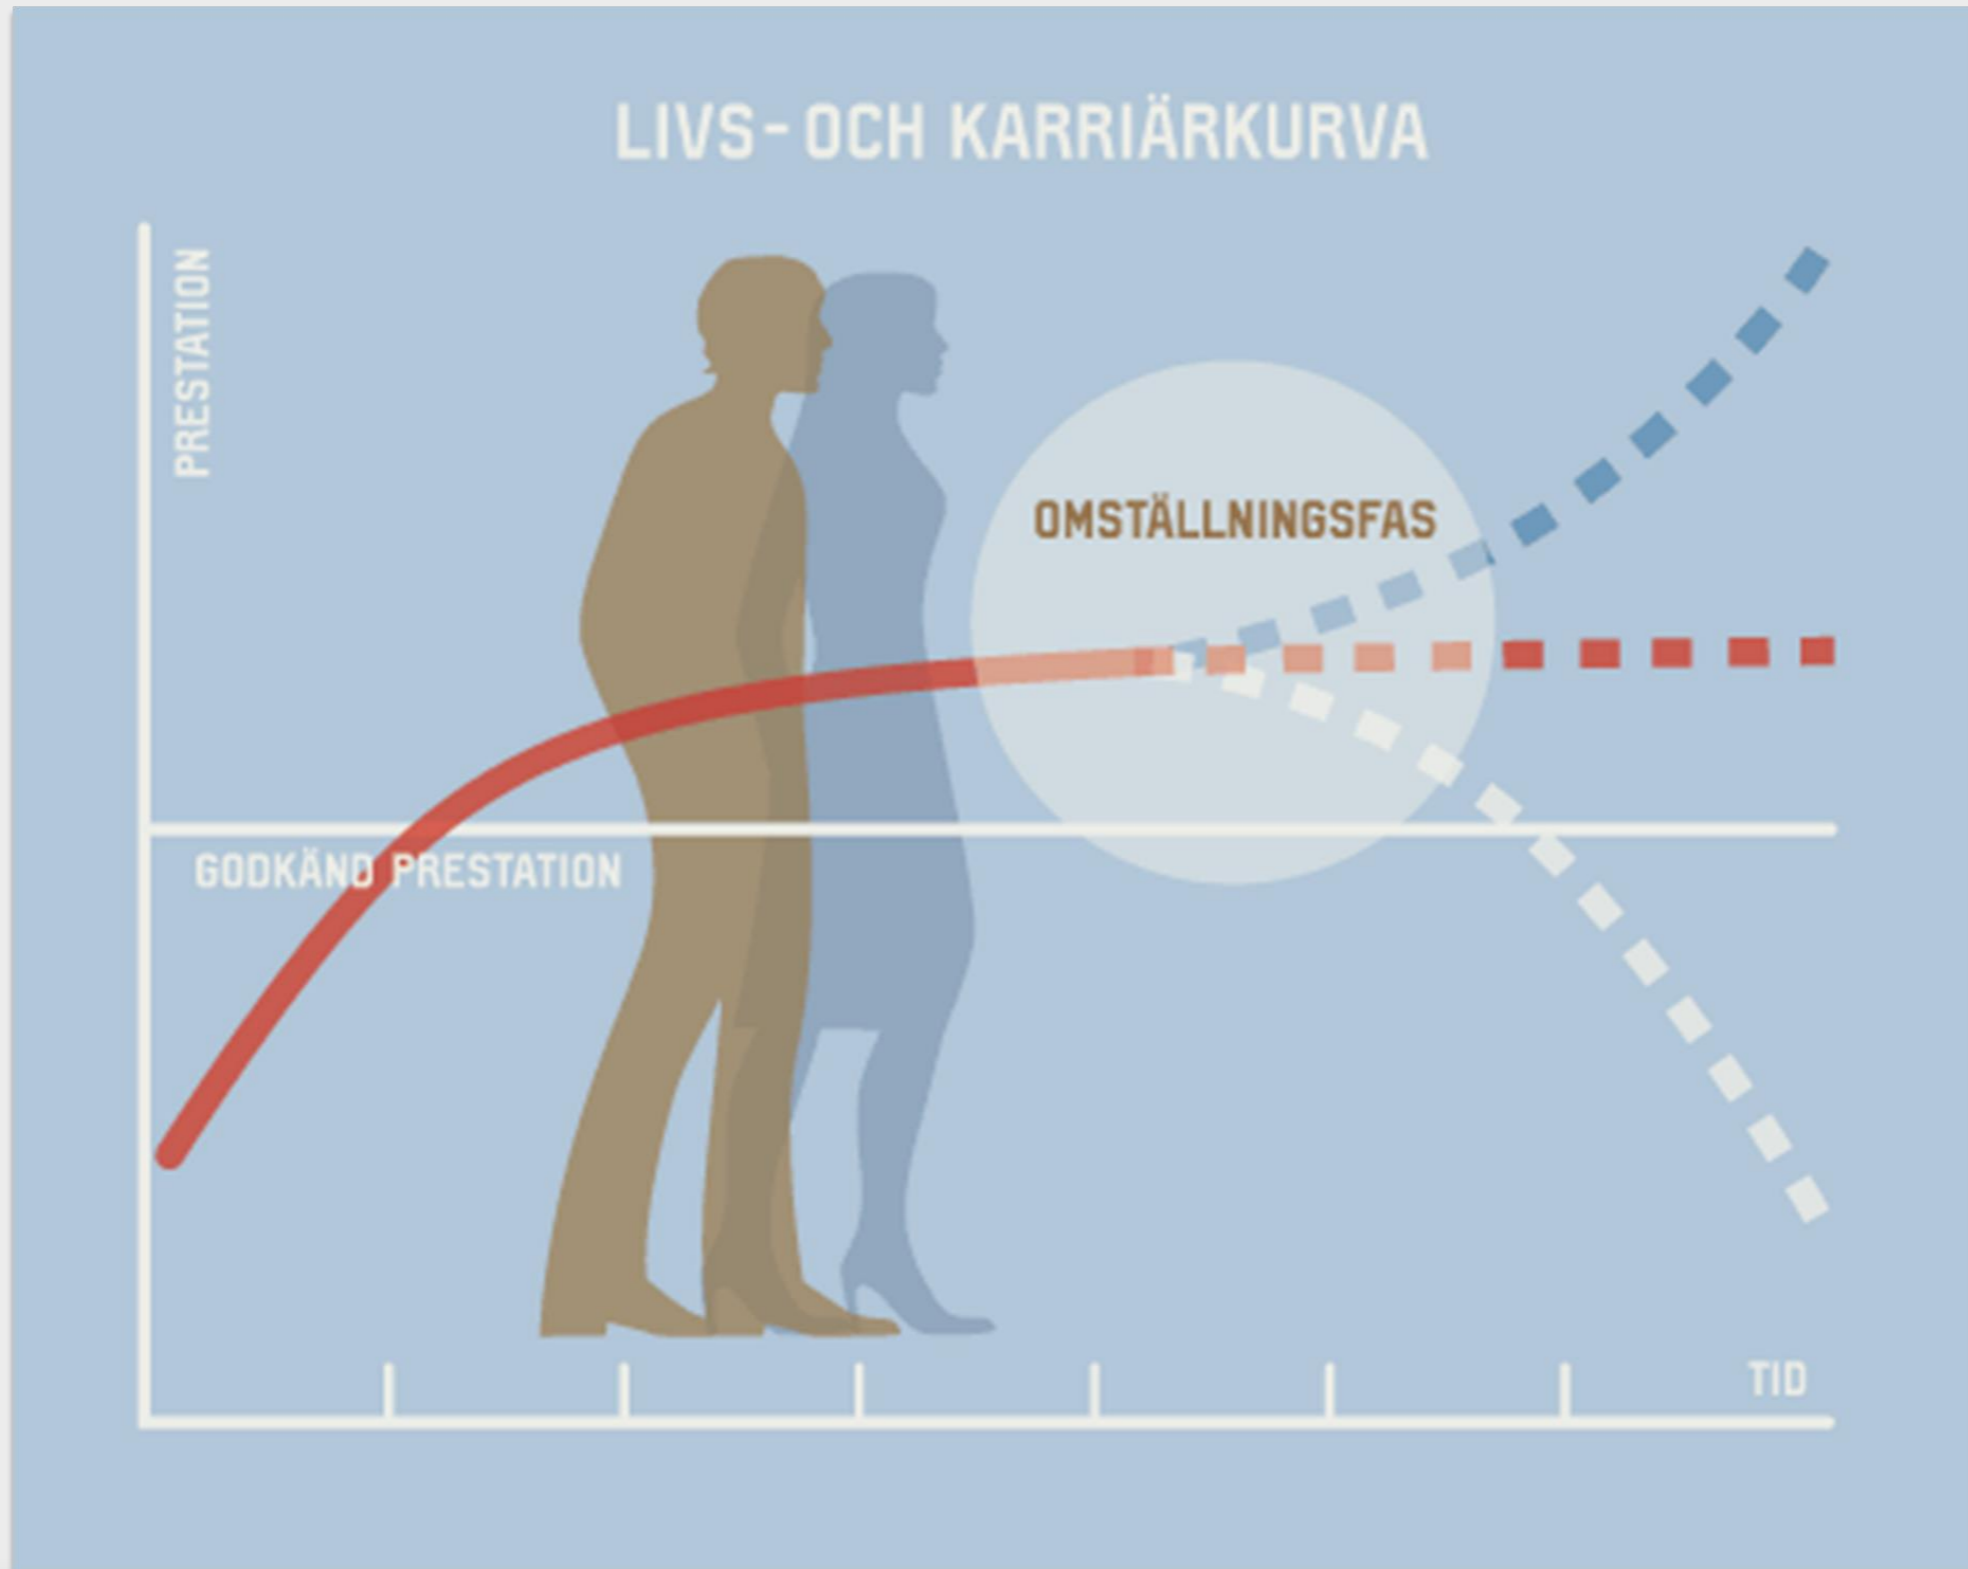 LIVS- OCH KARRIÄRKURVA
PRESTATION
OMSTÄLLNINGSFAS
GODKÄND PRESTATION
TID